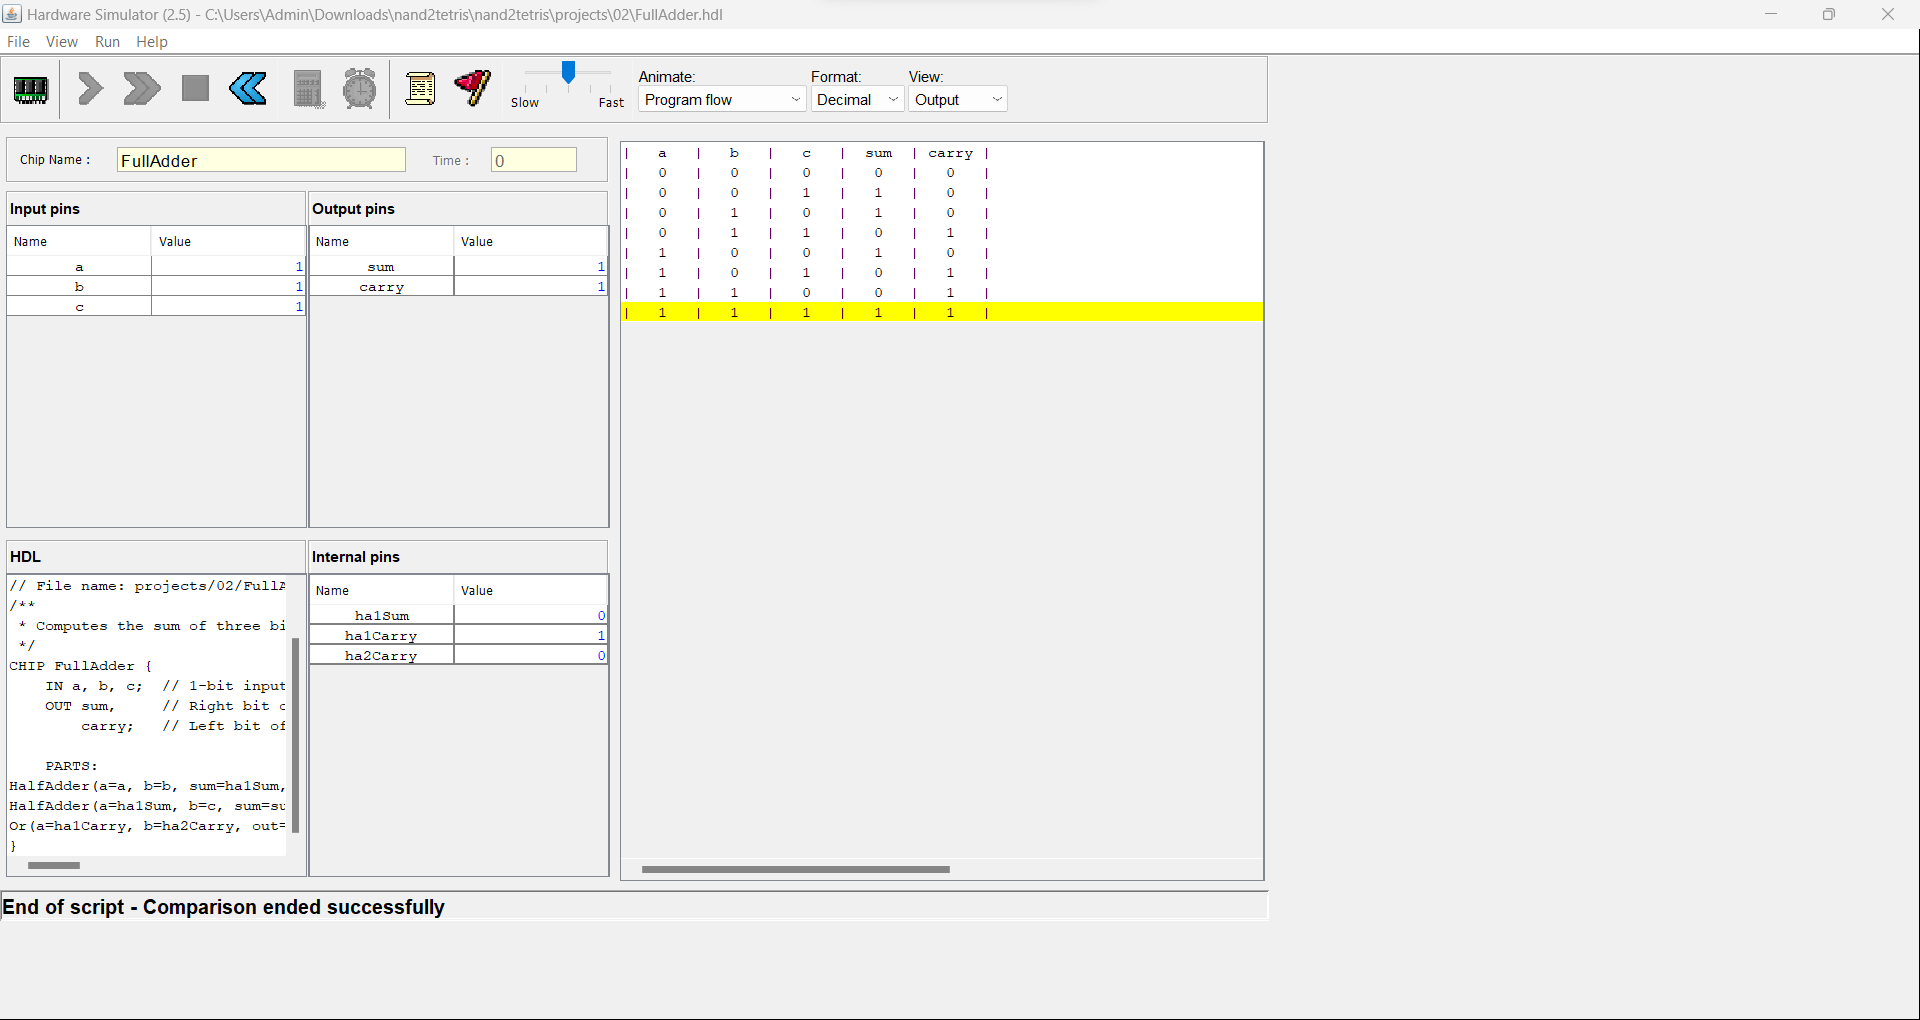 Hardware Simulator (2.5) - C:\Users\Admin\Downloads\nand2tetris\nand2tetris\projects\02\FullAdder.hdl
File View Run Help
Animate: Format: View:
Slow Fast Program flow Decimal Output
Chip Name : FullAdder Time : 0
Input pins
Name Value
a 1
b 1
c 1
Output pins
Name Value
sum 1
carry 1
HDL
// File name: projects/02/FullA
/**
* Computes the sum of three bi
*/
CHIP FullAdder {
IN a, b, c; // 1-bit input
OUT sum, // Right bit o
carry; // Left bit of
PARTS:
HalfAdder(a=a, b=b, sum=ha1Sum,
HalfAdder(a=ha1Sum, b=c, sum=su
Or(a=ha1Carry, b=ha2Carry, out=
}
Internal pins
Name Value
ha1Sum 0
ha1Carry 1
ha2Carry 0
| a | b | c | sum | carry |
| 0 | 0 | 0 | 0 | 0 |
| 0 | 0 | 1 | 1 | 0 |
| 0 | 1 | 0 | 1 | 0 |
| 0 | 1 | 1 | 0 | 1 |
| 1 | 0 | 0 | 1 | 0 |
| 1 | 0 | 1 | 0 | 1 |
| 1 | 1 | 0 | 0 | 1 |
| 1 | 1 | 1 | 1 | 1 |
End of script - Comparison ended successfully